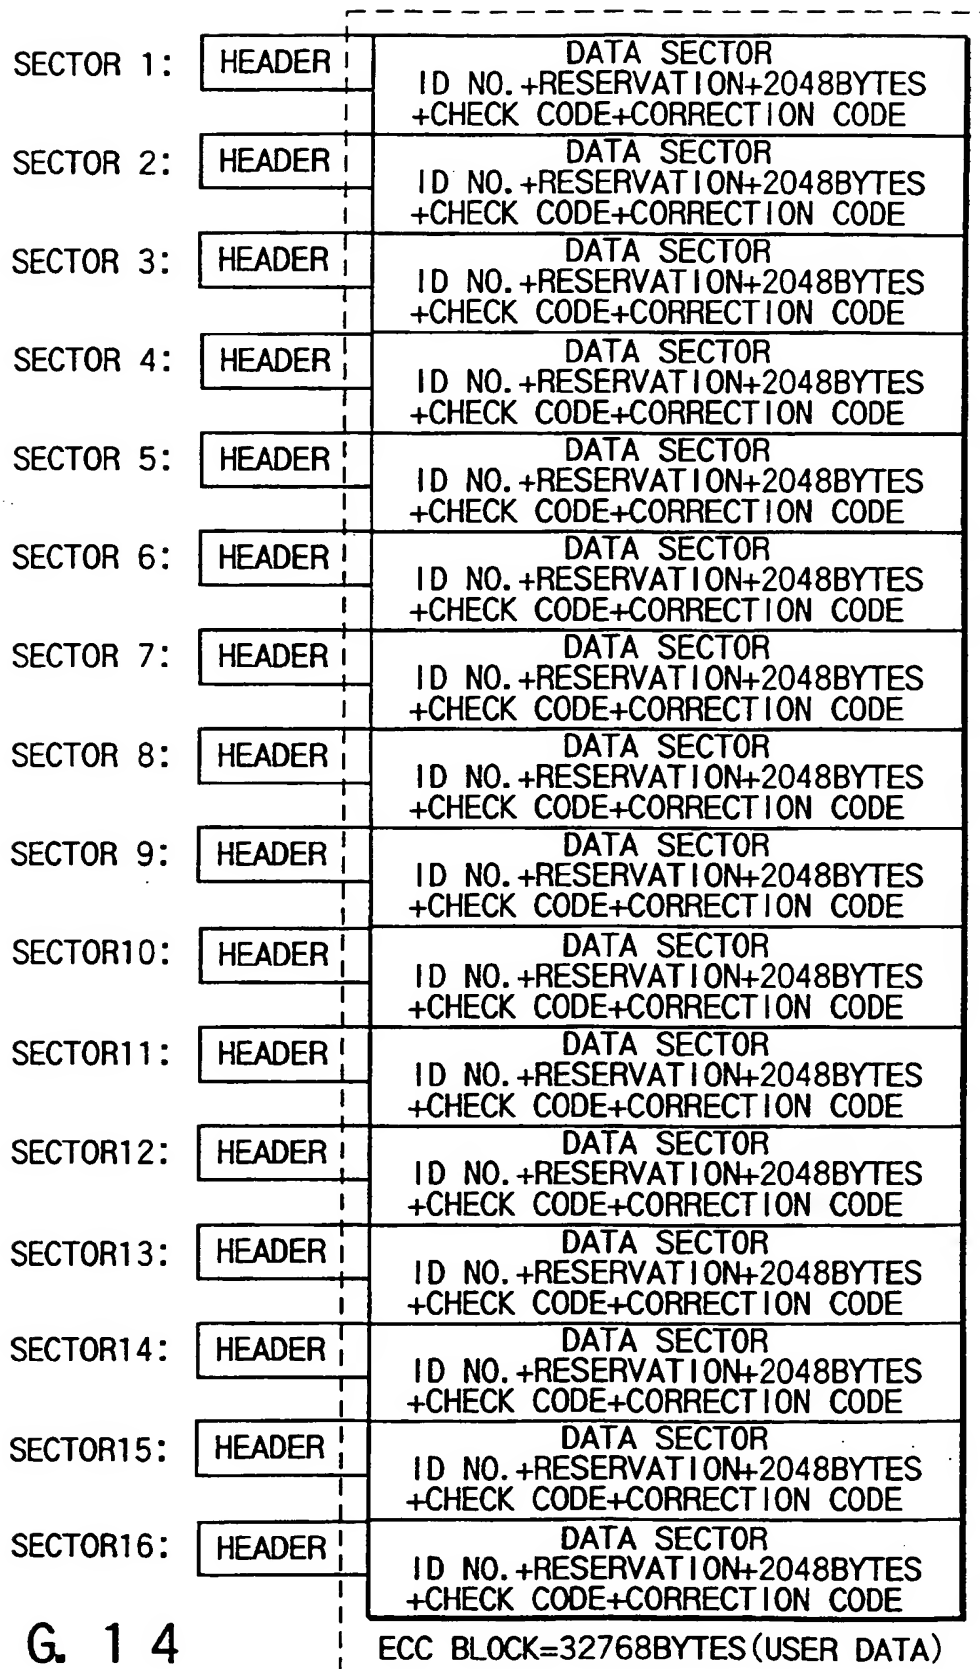 SECTOR 1: HEADER DATA SECTOR
ID NO.+RESERVATION+2048BYTES
+CHECK CODE+CORRECTION CODE
SECTOR 2: HEADER DATA SECTOR
ID NO.+RESERVATION+2048BYTES
+CHECK CODE+CORRECTION CODE
SECTOR 3: HEADER DATA SECTOR
ID NO.+RESERVATION+2048BYTES
+CHECK CODE+CORRECTION CODE
SECTOR 4: HEADER DATA SECTOR
ID NO.+RESERVATION+2048BYTES
+CHECK CODE+CORRECTION CODE
SECTOR 5: HEADER DATA SECTOR
ID NO.+RESERVATION+2048BYTES
+CHECK CODE+CORRECTION CODE
SECTOR 6: HEADER DATA SECTOR
ID NO.+RESERVATION+2048BYTES
+CHECK CODE+CORRECTION CODE
SECTOR 7: HEADER DATA SECTOR
ID NO.+RESERVATION+2048BYTES
+CHECK CODE+CORRECTION CODE
SECTOR 8: HEADER DATA SECTOR
ID NO.+RESERVATION+2048BYTES
+CHECK CODE+CORRECTION CODE
SECTOR 9: HEADER DATA SECTOR
ID NO.+RESERVATION+2048BYTES
+CHECK CODE+CORRECTION CODE
SECTOR10: HEADER DATA SECTOR
ID NO.+RESERVATION+2048BYTES
+CHECK CODE+CORRECTION CODE
SECTOR11: HEADER DATA SECTOR
ID NO.+RESERVATION+2048BYTES
+CHECK CODE+CORRECTION CODE
SECTOR12: HEADER DATA SECTOR
ID NO.+RESERVATION+2048BYTES
+CHECK CODE+CORRECTION CODE
SECTOR13: HEADER DATA SECTOR
ID NO.+RESERVATION+2048BYTES
+CHECK CODE+CORRECTION CODE
SECTOR14: HEADER DATA SECTOR
ID NO.+RESERVATION+2048BYTES
+CHECK CODE+CORRECTION CODE
SECTOR15: HEADER DATA SECTOR
ID NO.+RESERVATION+2048BYTES
+CHECK CODE+CORRECTION CODE
SECTOR16: HEADER DATA SECTOR
ID NO.+RESERVATION+2048BYTES
+CHECK CODE+CORRECTION CODE
G. 14 ECC BLOCK=32768BYTES(USER DATA)